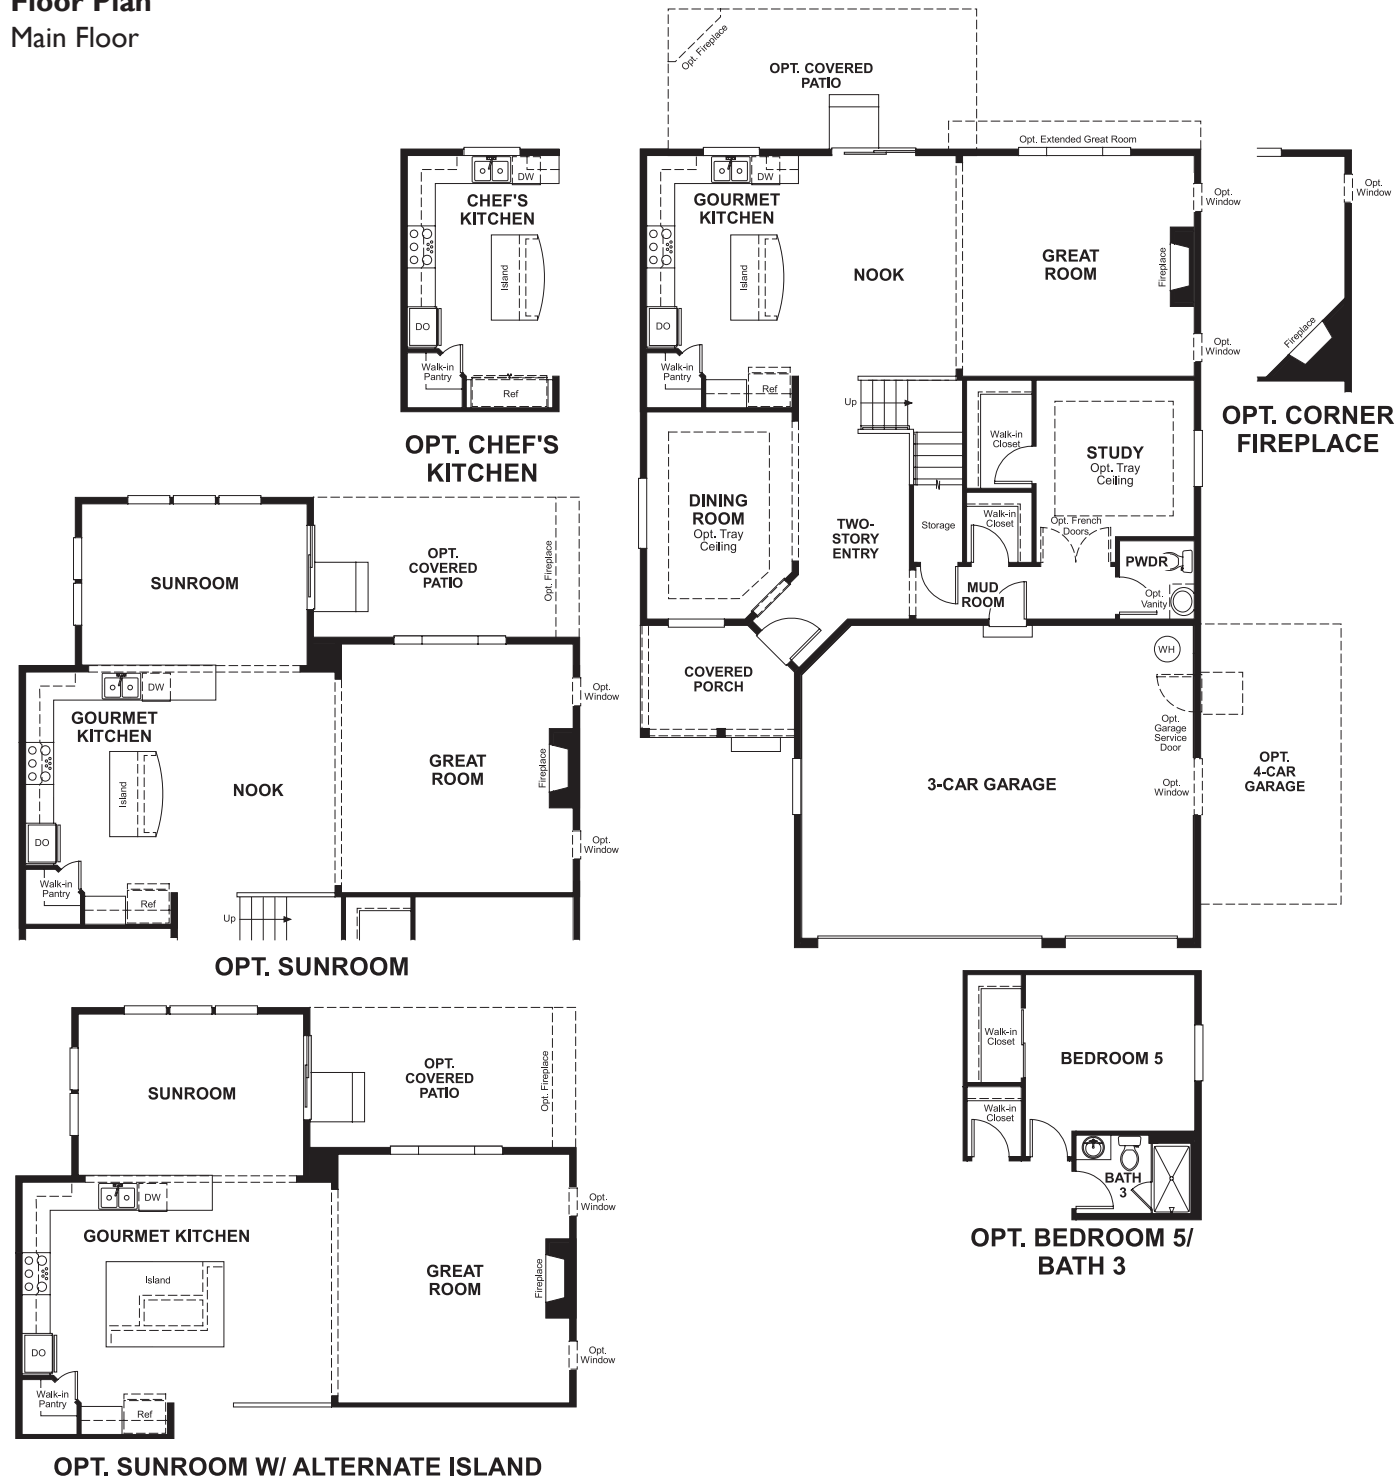 Floor Plan
Main Floor
Opt. Fireplace
OPT. COVERED
PATIO
Opt. Extended Great Room
DW
CHEF'S
KITCHEN
Island
DO
Walk-in
Pantry
Ref
OPT. CHEF'S
KITCHEN
DW
GOURMET
KITCHEN
Island
NOOK
DO
Walk-in
Pantry
Ref
GREAT
ROOM
Fireplace
Opt.
Window
Opt.
Window
Opt.
Window
Fireplace
OPT. CORNER
FIREPLACE
Up
Walk-in
Closet
STUDY
Opt. Tray
Ceiling
DINING
ROOM
Opt. Tray
Ceiling
TWO-
STORY
ENTRY
Storage
Walk-in
Closet
Opt. French
Doors
PWDR
MUD
ROOM
Opt.
Vanity
COVERED
PORCH
WH
Opt.
Garage
Service
Door
Opt.
Window
3-CAR GARAGE
OPT.
4-CAR
GARAGE
SUNROOM
OPT.
COVERED
PATIO
Opt. Fireplace
DW
GOURMET
KITCHEN
Island
NOOK
GREAT
ROOM
Fireplace
Opt.
Window
Opt.
Window
DO
Walk-in
Pantry
Ref
Up
OPT. SUNROOM
SUNROOM
OPT.
COVERED
PATIO
Opt. Fireplace
DW
GOURMET KITCHEN
Island
GREAT
ROOM
Fireplace
Opt.
Window
Opt.
Window
DO
Walk-in
Pantry
Ref
OPT. SUNROOM W/ ALTERNATE ISLAND
Walk-in
Closet
BEDROOM 5
Walk-in
Closet
BATH
3
OPT. BEDROOM 5/
BATH 3